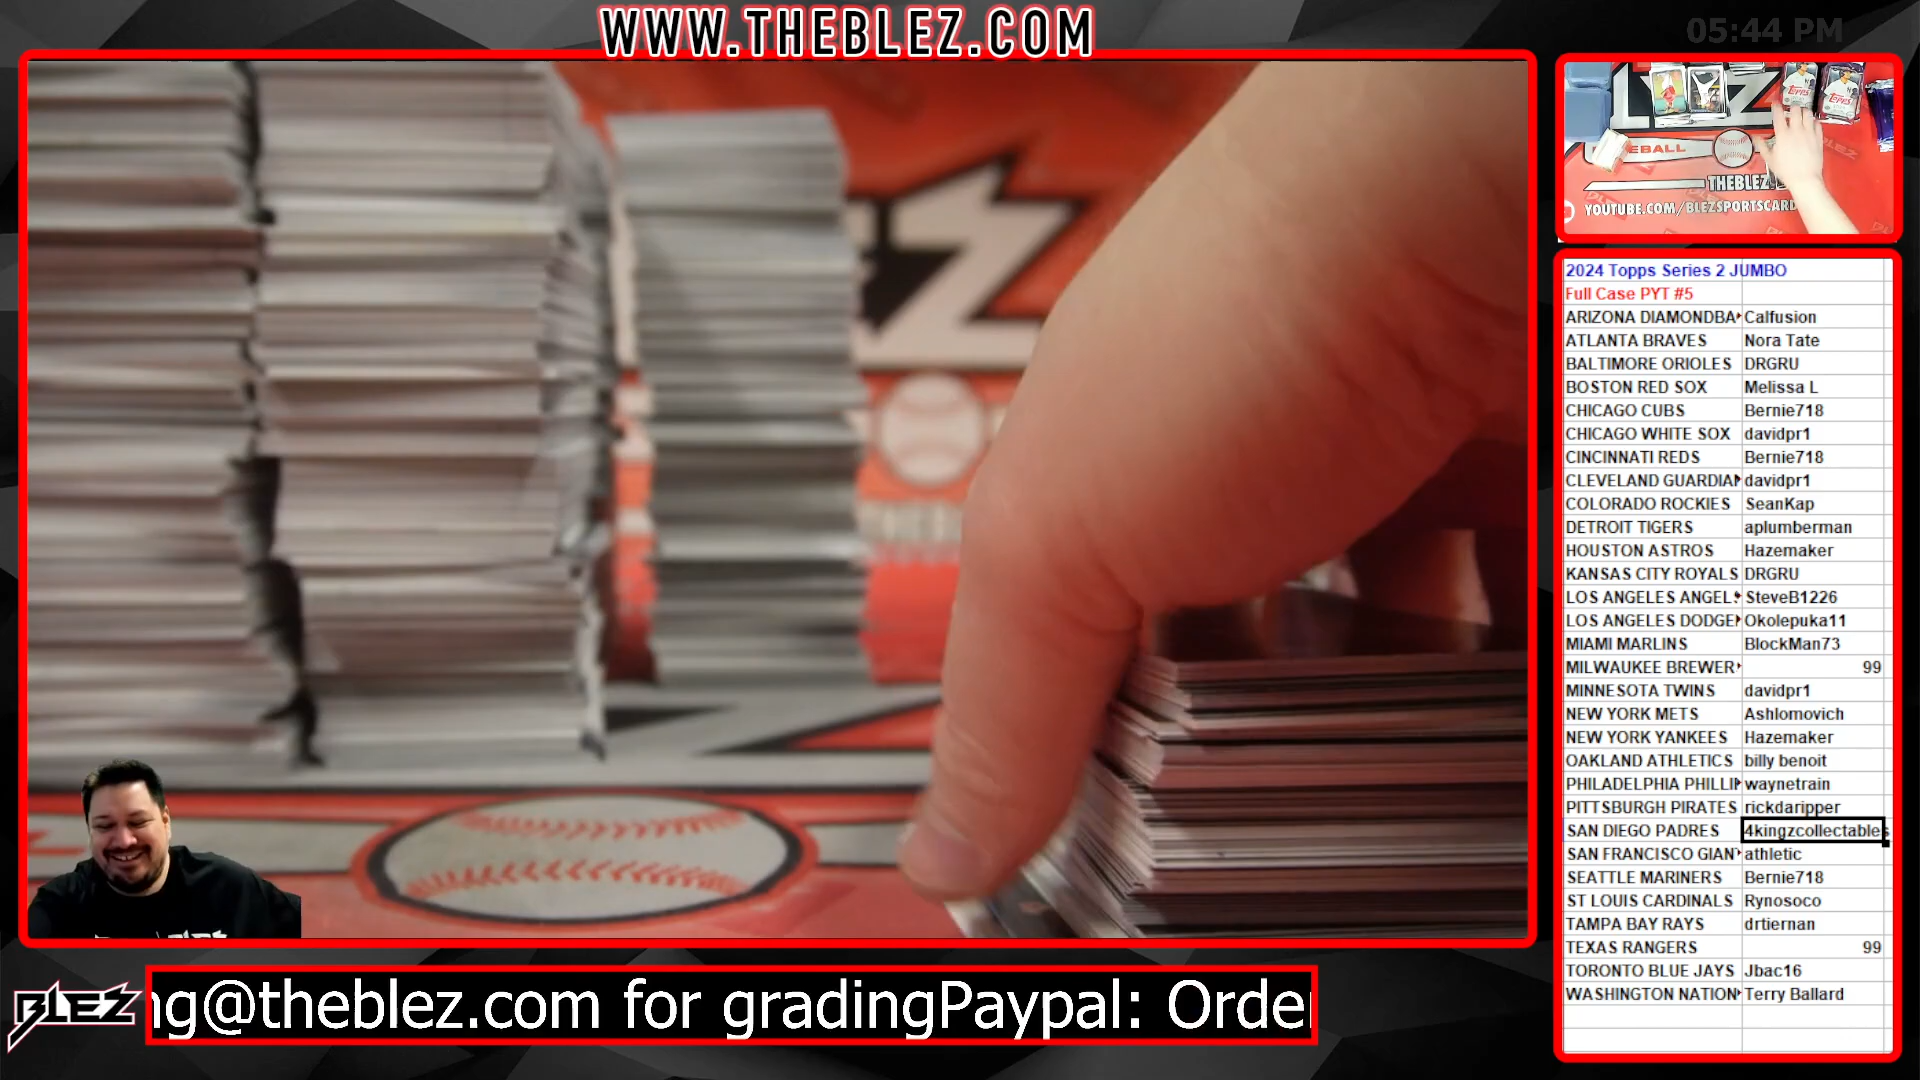 WWW.THEBLEZ.COM
05:44 PM
EBALL
THEBLEZ
YOUTUBE.COM/BLEZSPORTSCARD
2024 Topps Series 2 JUMBO
Full Case PYT #5
ARIZONA DIAMONDBA Calfusion
ATLANTA BRAVES Nora Tate
BALTIMORE ORIOLES DRGRU
BOSTON RED SOX Melissa L
CHICAGO CUBS Bernie718
CHICAGO WHITE SOX davidpr1
CINCINNATI REDS Bernie718
CLEVELAND GUARDIAN davidpr1
COLORADO ROCKIES SeanKap
DETROIT TIGERS aplumberman
HOUSTON ASTROS Hazemaker
KANSAS CITY ROYALS DRGRU
LOS ANGELES ANGELS SteveB1226
LOS ANGELES DODGE Okolepuka11
MIAMI MARLINS BlockMan73
MILWAUKEE BREWER 99
MINNESOTA TWINS davidpr1
NEW YORK METS Ashlomovich
NEW YORK YANKEES Hazemaker
OAKLAND ATHLETICS billy benoit
PHILADELPHIA PHILLI waynetrain
PITTSBURGH PIRATES rickdaripper
SAN DIEGO PADRES 4kingzcollectables
SAN FRANCISCO GIAN athletic
SEATTLE MARINERS Bernie718
ST LOUIS CARDINALS Rynosoco
TAMPA BAY RAYS drtiernan
TEXAS RANGERS 99
TORONTO BLUE JAYS Jbac16
WASHINGTON NATION Terry Ballard
BLEZ
ng@theblez.com for gradingPaypal: Order